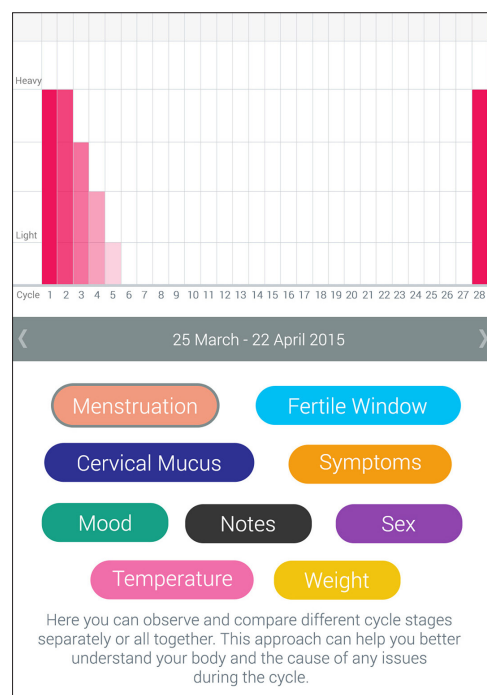 Heavy
Light
Cycle 1 2 3 4 5 6 7 8 9 10 11 12 13 14 15 16 17 18 19 20 21 22 23 24 25 26 27 28
25 March - 22 April 2015
Menstruation Fertile Window
Cervical Mucus Symptoms
Mood Notes Sex
Temperature Weight
Here you can observe and compare different cycle stages
separately or all together. This approach can help you better
understand your body and the cause of any issues
during the cycle.